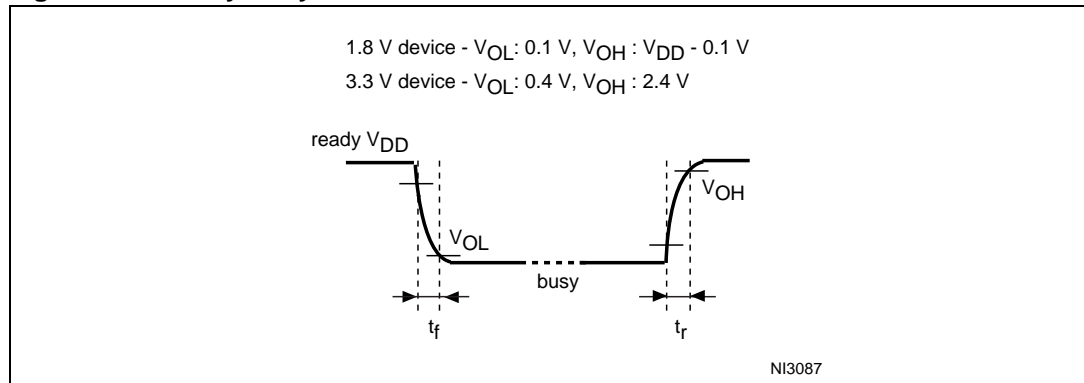 1.8 V device - VOL: 0.1 V, VOH : VDD - 0.1 V
3.3 V device - VOL: 0.4 V, VOH : 2.4 V
ready VDD
VOH
VOL
busy
tf
tr
NI3087